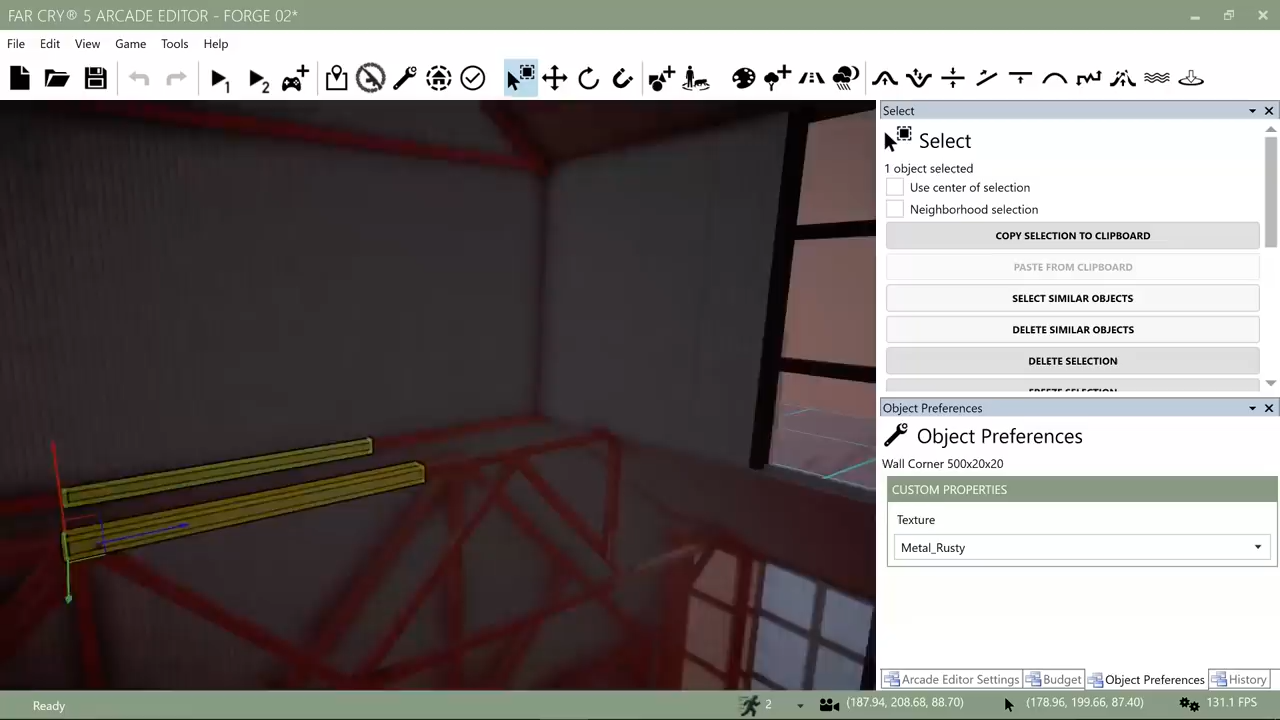 FAR CRY® 5 ARCADE EDITOR - FORGE 02*
File Edit View Game Tools Help
1 2
Select
Select
1 object selected
Use center of selection
Neighborhood selection
COPY SELECTION TO CLIPBOARD
PASTE FROM CLIPBOARD
SELECT SIMILAR OBJECTS
DELETE SIMILAR OBJECTS
DELETE SELECTION
FREEZE SELECTION
Object Preferences
Object Preferences
Wall Corner 500x20x20
CUSTOM PROPERTIES
Texture
Metal_Rusty
Arcade Editor Settings Budget Object Preferences History
Ready 2 (187.94, 208.68, 88.70) (178.96, 199.66, 87.40) 131.1 FPS